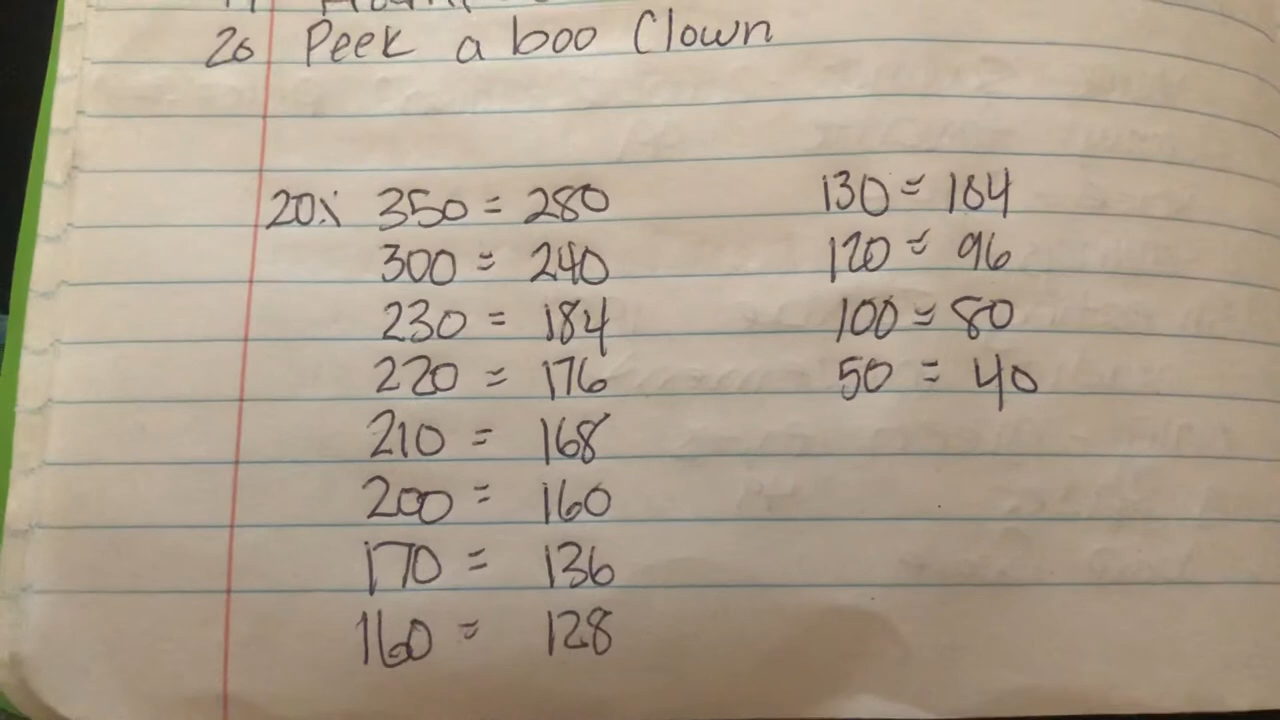 20 Peek a boo Clown
20% 350 = 280
300 = 240
230 = 184
220 = 176
210 = 168
200 = 160
170 = 136
160 = 128
130 = 104
120 = 96
100 = 80
50 = 40